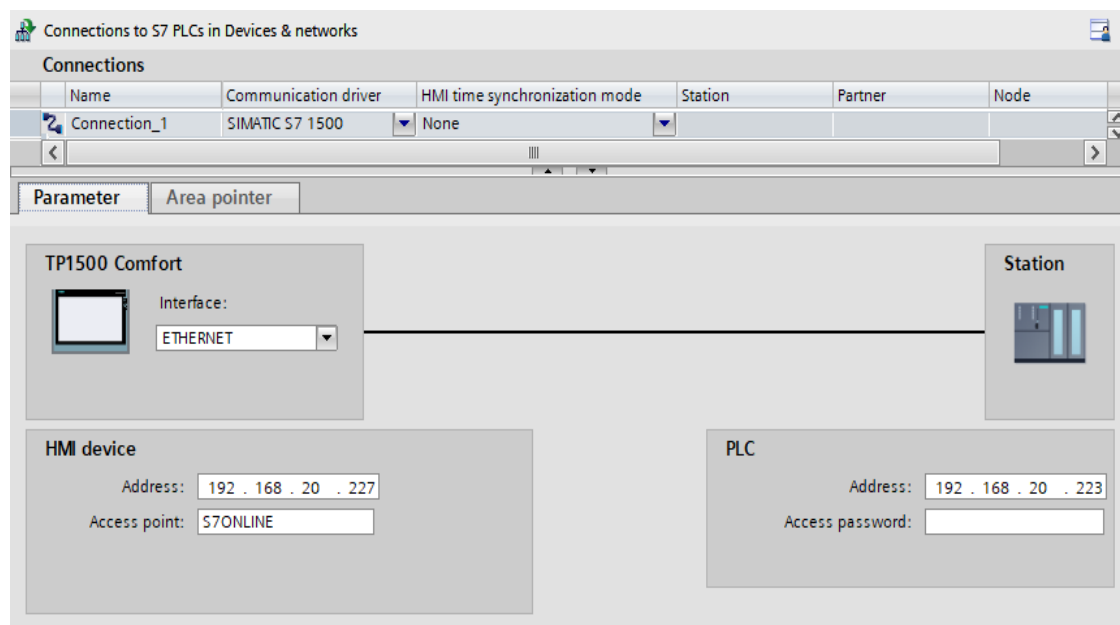 Connections to S7 PLCs in Devices & networks
Connections
Name Communication driver HMI time synchronization mode Station Partner Node
Connection_1 SIMATIC S7 1500 None
Parameter Area pointer
TP1500 Comfort
Interface:
ETHERNET
Station
HMI device
Address: 192 . 168 . 20 . 227
Access point: S7ONLINE
PLC
Address: 192 . 168 . 20 . 223
Access password: